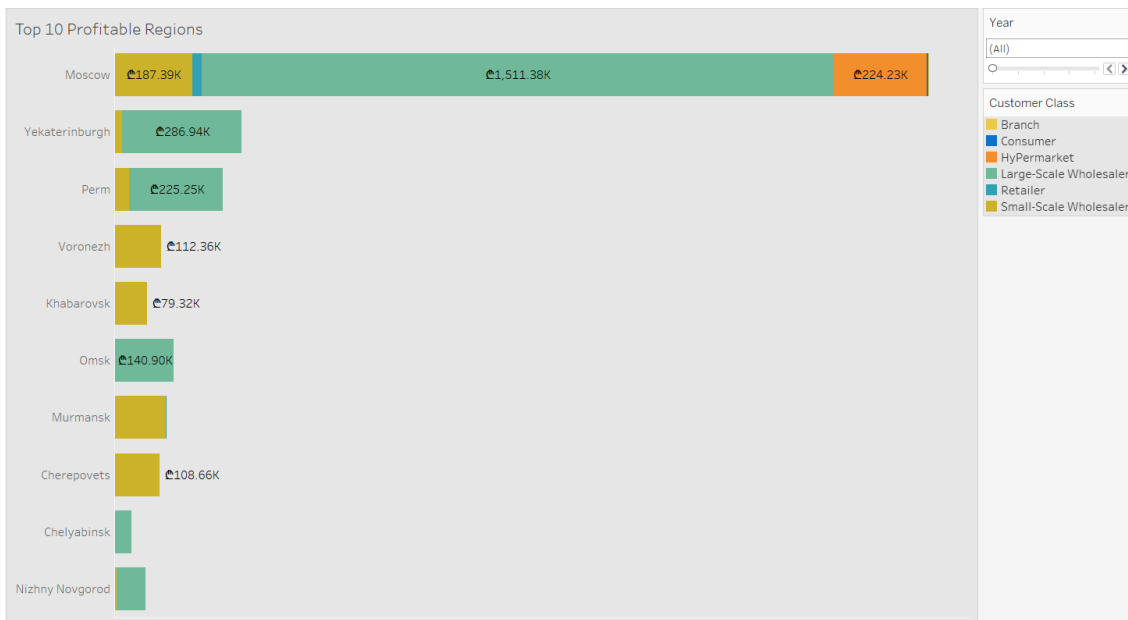 Top 10 Profitable Regions
Moscow ₾187.39K ₾1,511.38K ₾224.23K
Yekaterinburgh ₾286.94K
Perm ₾225.25K
Voronezh ₾112.36K
Khabarovsk ₾79.32K
Omsk ₾140.90K
Murmansk
Cherepovets ₾108.66K
Chelyabinsk
Nizhny Novgorod
Year
(All)
Customer Class
Branch
Consumer
HyPermarket
Large-Scale Wholesaler
Retailer
Small-Scale Wholesaler